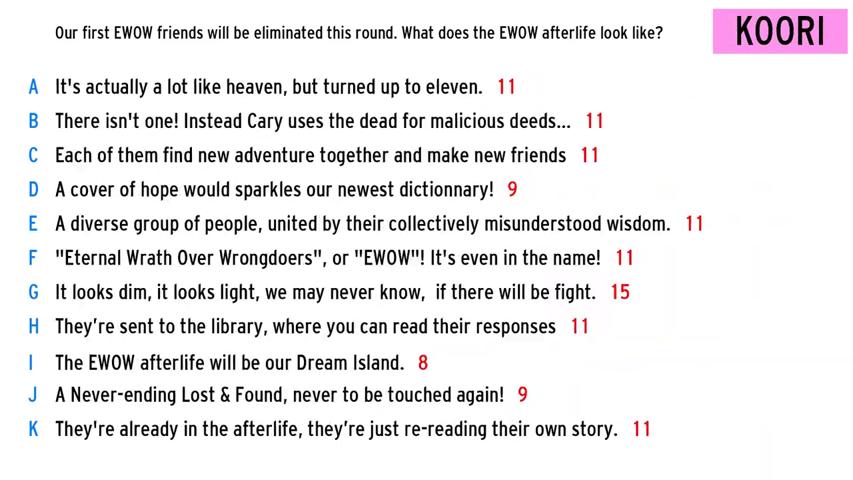 Our first EWOW friends will be eliminated this round. What does the EWOW afterlife look like?
KOORI
A It's actually a lot like heaven, but turned up to eleven. 11
B There isn't one! Instead Cary uses the dead for malicious deeds... 11
C Each of them find new adventure together and make new friends 11
D A cover of hope would sparkles our newest dictionnary! 9
E A diverse group of people, united by their collectively misunderstood wisdom. 11
F "Eternal Wrath Over Wrongdoers", or "EWOW"! It's even in the name! 11
G It looks dim, it looks light, we may never know,  if there will be fight. 15
H They’re sent to the library, where you can read their responses 11
I The EWOW afterlife will be our Dream Island. 8
J A Never-ending Lost & Found, never to be touched again! 9
K They're already in the afterlife, they’re just re-reading their own story. 11